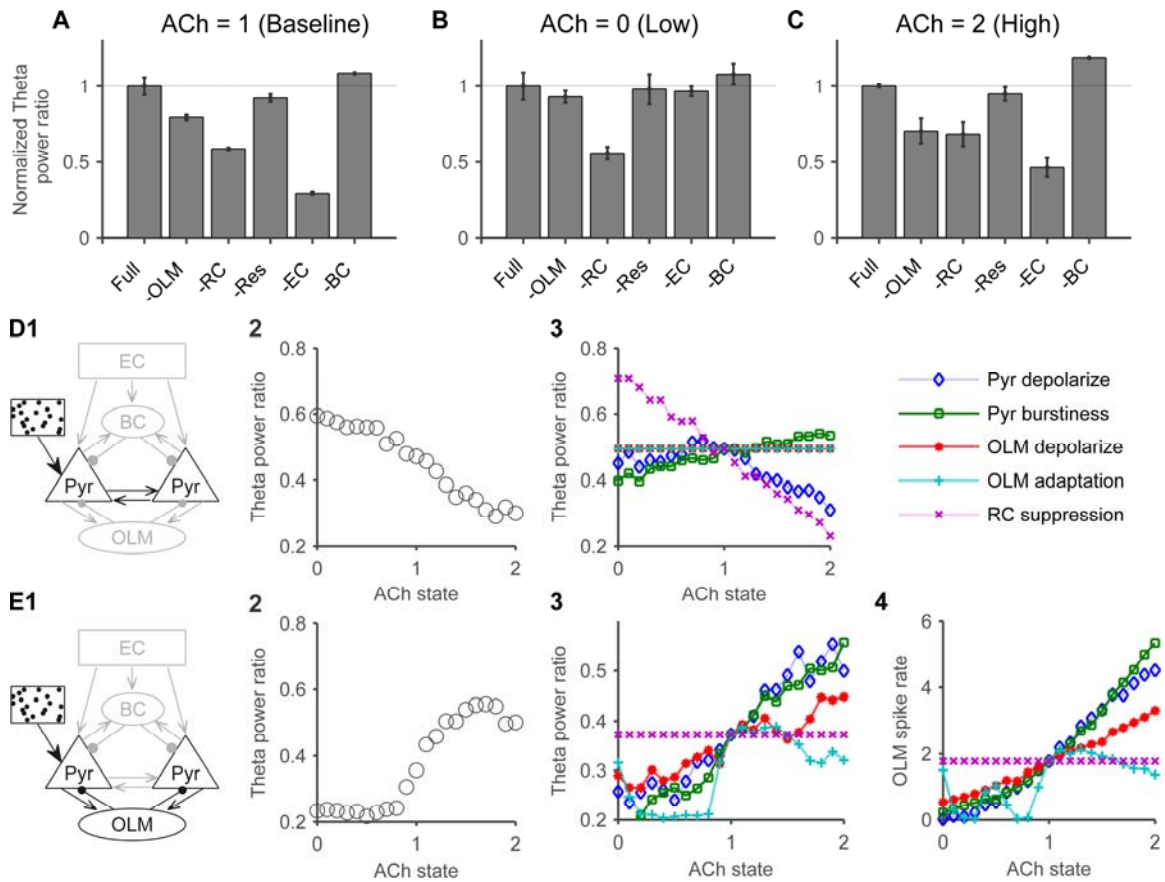 A ACh = 1 (Baseline)
B ACh = 0 (Low)
C ACh = 2 (High)
Normalized Theta
power ratio
1
0.5
0
Full
-OLM
-RC
-Res
-EC
-BC
1
0.5
0
Full
-OLM
-RC
-Res
-EC
-BC
1
0.5
0
Full
-OLM
-RC
-Res
-EC
-BC
D1
EC
BC
Pyr
Pyr
OLM
2
Theta power ratio
0.8
0.6
0.4
0.2
0 1 2
ACh state
3
Theta power ratio
0.8
0.6
0.4
0.2
0 1 2
ACh state
Pyr depolarize
Pyr burstiness
OLM depolarize
OLM adaptation
RC suppression
E1
EC
BC
Pyr
Pyr
OLM
2
Theta power ratio
0.8
0.6
0.4
0.2
0 1 2
ACh state
3
Theta power ratio
0.5
0.4
0.3
0.2
0 1 2
ACh state
4
OLM spike rate
6
4
2
0
0 1 2
ACh state